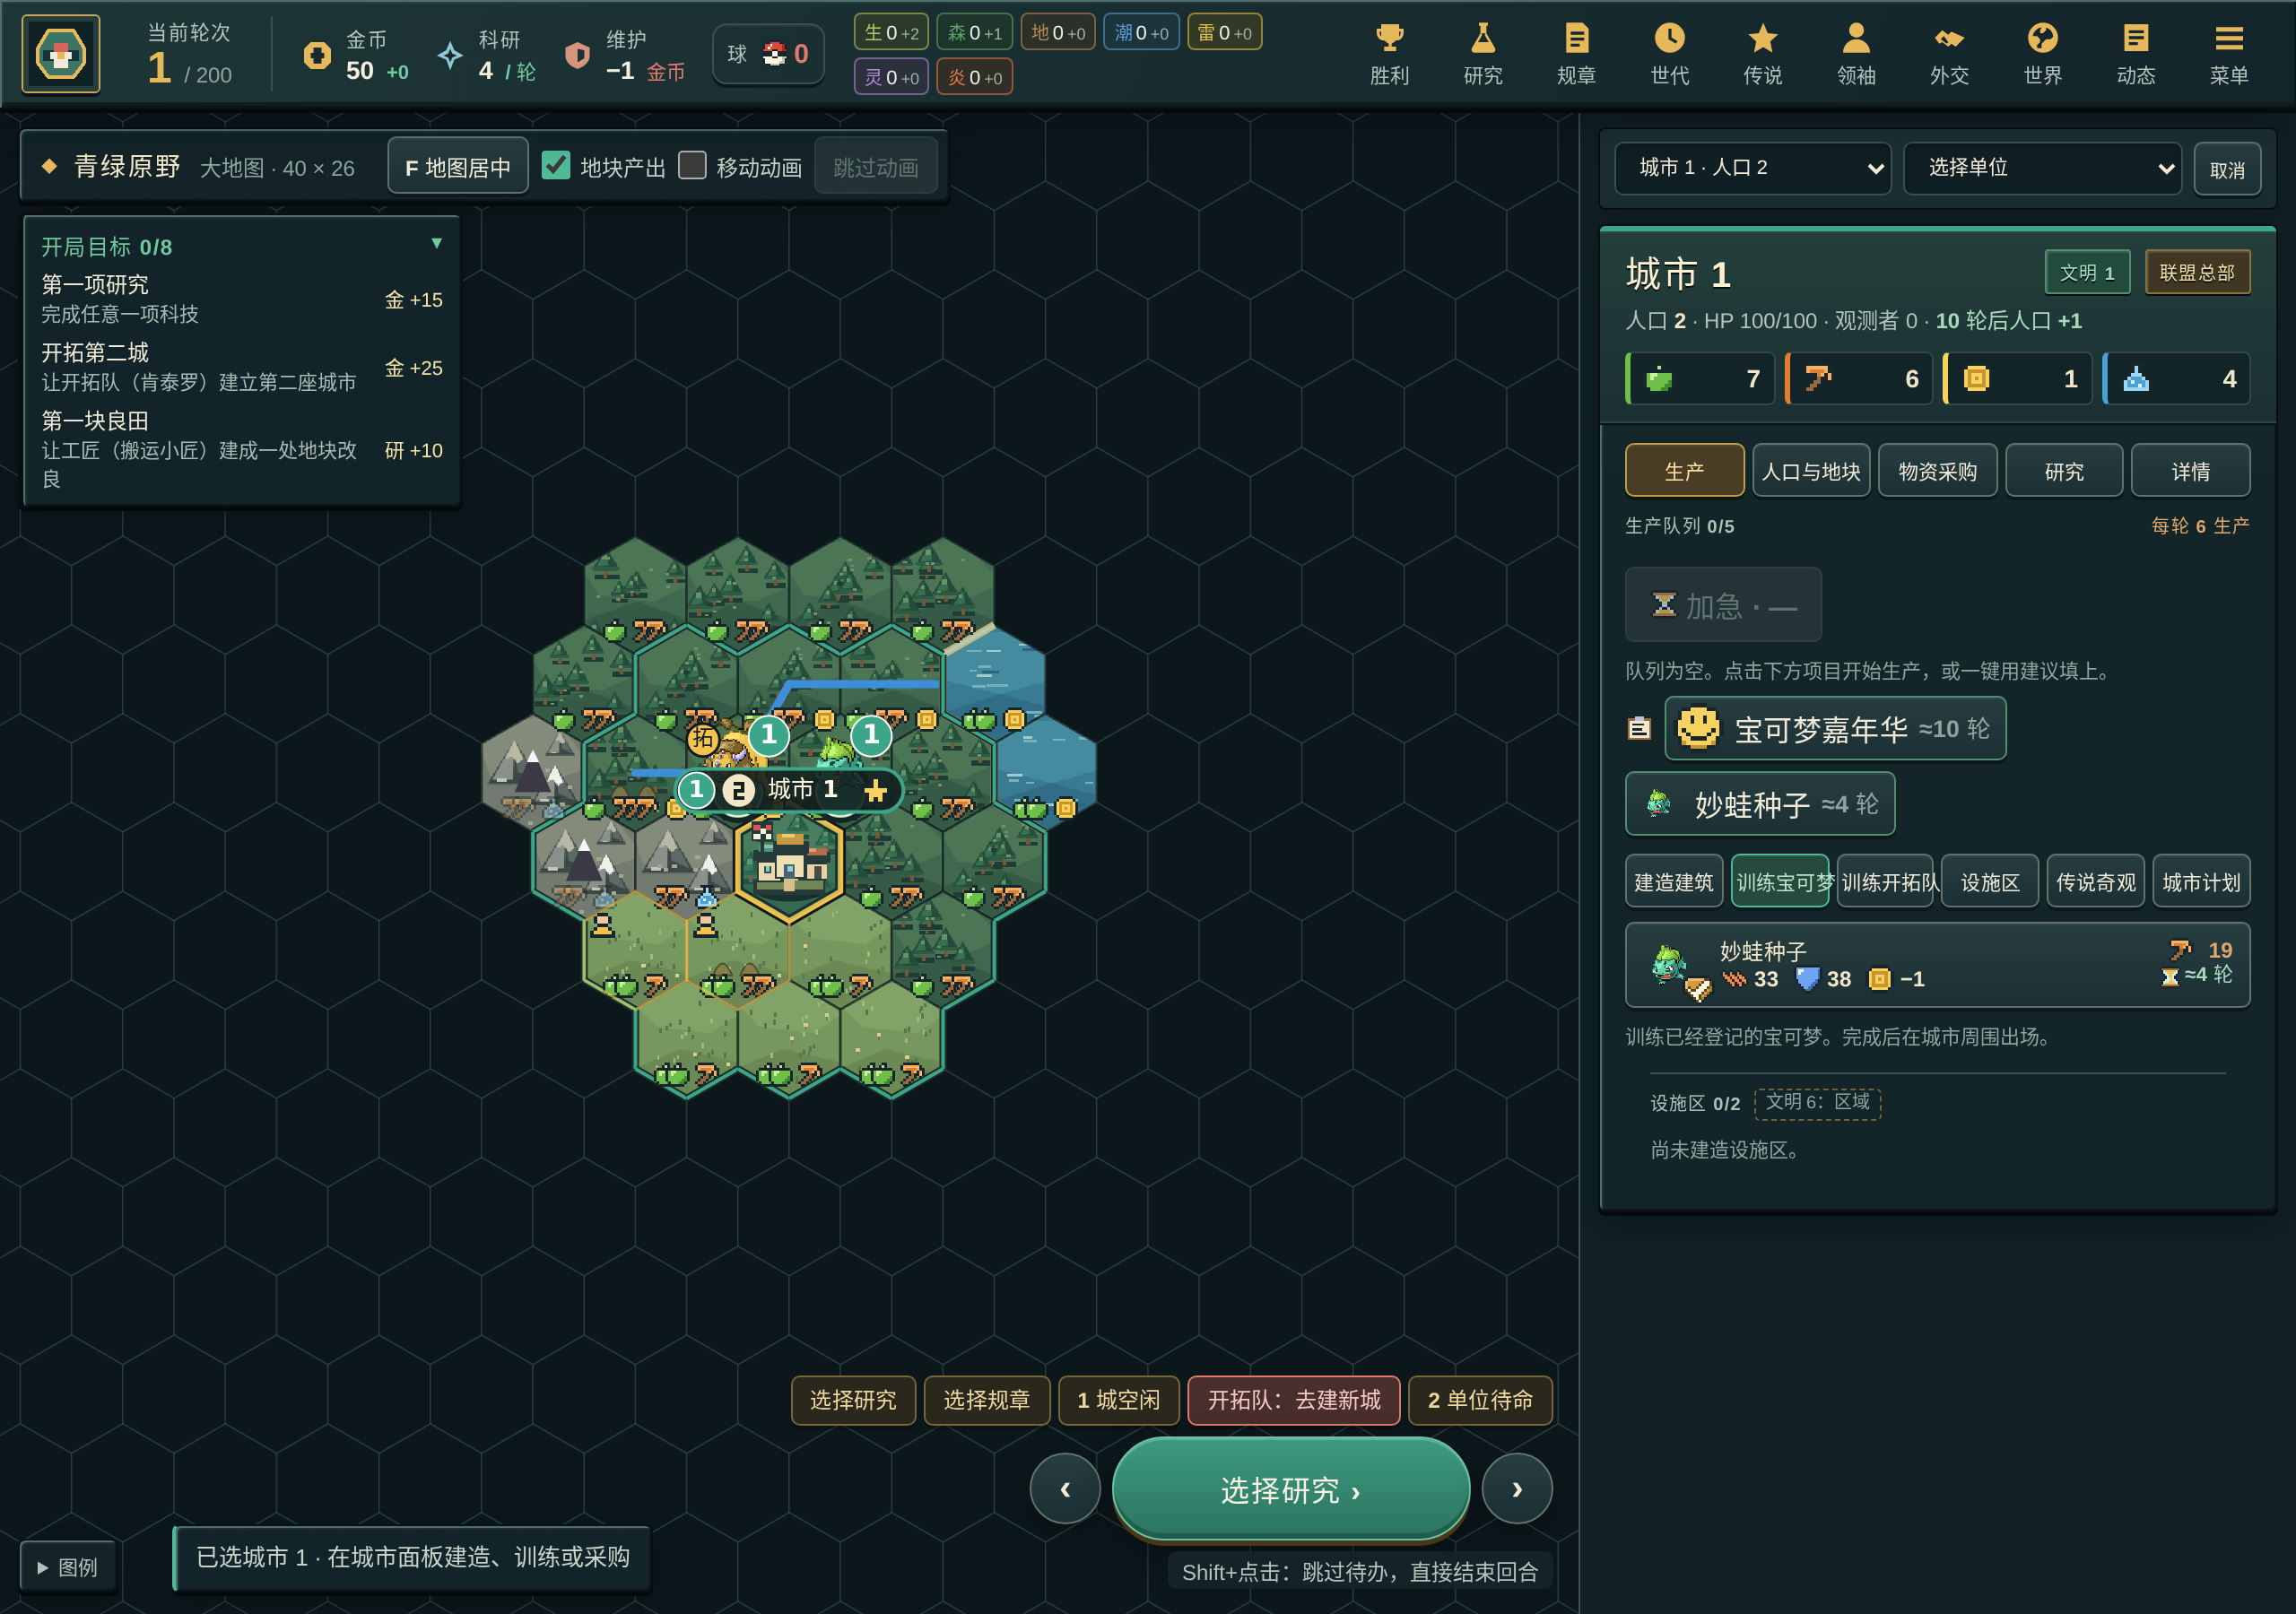 当前轮次
1 / 200
金币
50 +0
科研
4 / 轮
维护
−1 金币
球 0
生 0 +2
森 0 +1
地 0 +0
潮 0 +0
雷 0 +0
灵 0 +0
炎 0 +0
胜利
研究
规章
世代
传说
领袖
外交
世界
动态
菜单
青绿原野 大地图 · 40 × 26
F 地图居中
地块产出
移动动画
跳过动画
开局目标 0/8 ▼
第一项研究
完成任意一项科技
金 +15
开拓第二城
让开拓队（肯泰罗）建立第二座城市
金 +25
第一块良田
让工匠（搬运小匠）建成一处地块改
良
研 +10
拓
1
1
1 2 城市 1
选择研究
选择规章
1 城空闲
开拓队：去建新城
2 单位待命
‹
选择研究 ›
›
Shift+点击：跳过待办，直接结束回合
▶ 图例
已选城市 1 · 在城市面板建造、训练或采购
城市 1 · 人口 2
选择单位
取消
城市 1
文明 1
联盟总部
人口 2 · HP 100/100 · 观测者 0 · 10 轮后人口 +1
7
6
1
4
生产
人口与地块
物资采购
研究
详情
生产队列 0/5
每轮 6 生产
加急 · —
队列为空。点击下方项目开始生产，或一键用建议填上。
宝可梦嘉年华 ≈10 轮
妙蛙种子 ≈4 轮
建造建筑
训练宝可梦
训练开拓队
设施区
传说奇观
城市计划
妙蛙种子
33 38 −1
19
≈4 轮
训练已经登记的宝可梦。完成后在城市周围出场。
设施区 0/2
文明 6：区域
尚未建造设施区。